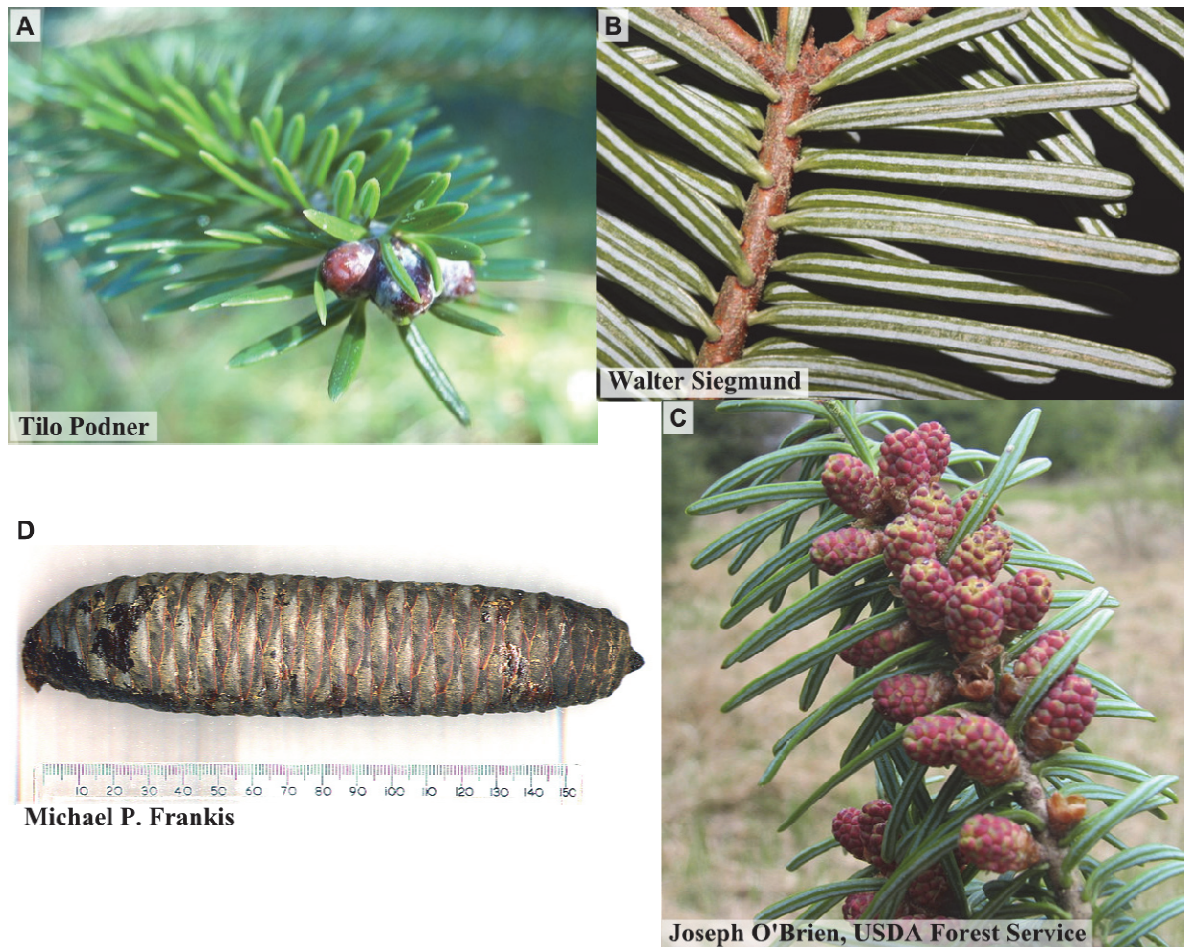 A
B
Tilo Podner
Walter Siegmund
C
D
10 20 30 40 50 60 70 80 90 100 110 120 130 140 150
Michael P. Frankis
Joseph O'Brien, USDA Forest Service